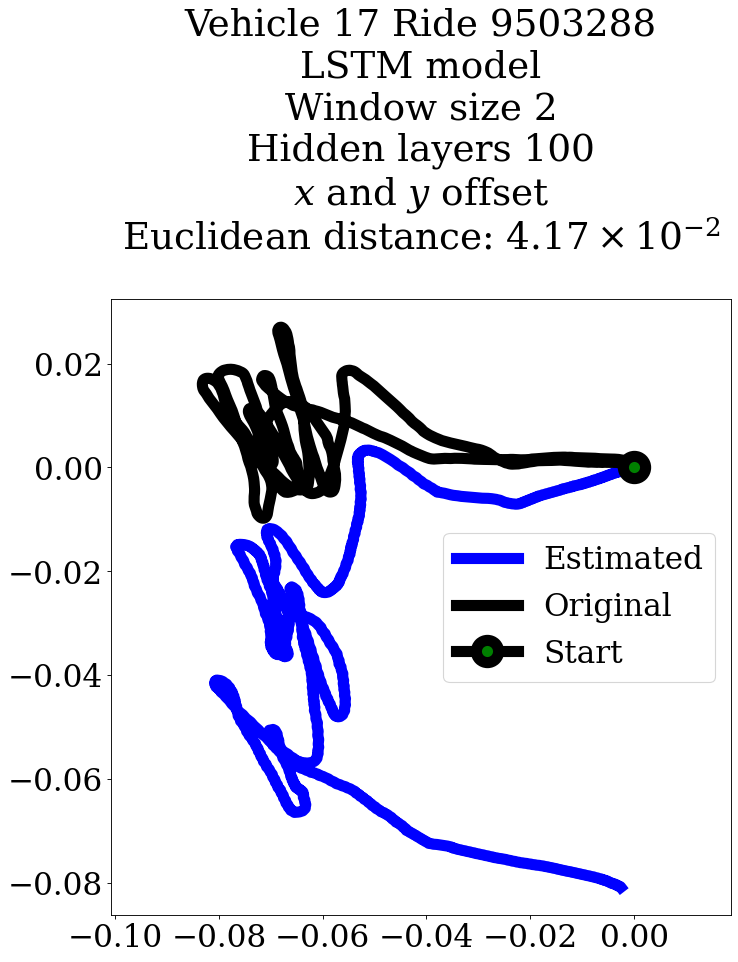 Vehicle 17 Ride 9503288
LSTM model
Window size 2
Hidden layers 100
x and y offset
Euclidean distance: 4.17 × 10⁻²
0.02
0.00
−0.02
−0.04
−0.06
−0.08
Estimated
Original
Start
−0.10 −0.08 −0.06 −0.04 −0.02 0.00